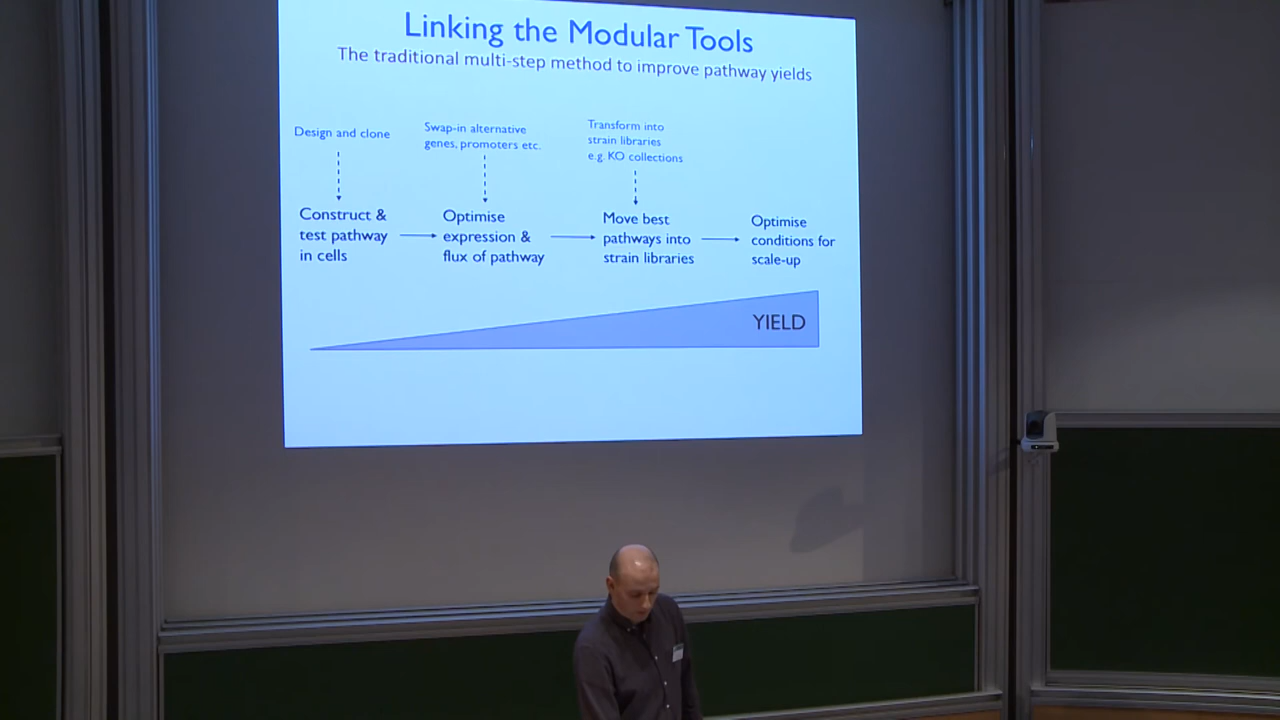 Linking the Modular Tools
The traditional multi-step method to improve pathway yields
Design and clone
Swap-in alternative
genes, promoters etc.
Transform into
strain libraries
e.g. KO collections
Construct &
test pathway
in cells
Optimise
expression &
flux of pathway
Move best
pathways into
strain libraries
Optimise
conditions for
scale-up
YIELD